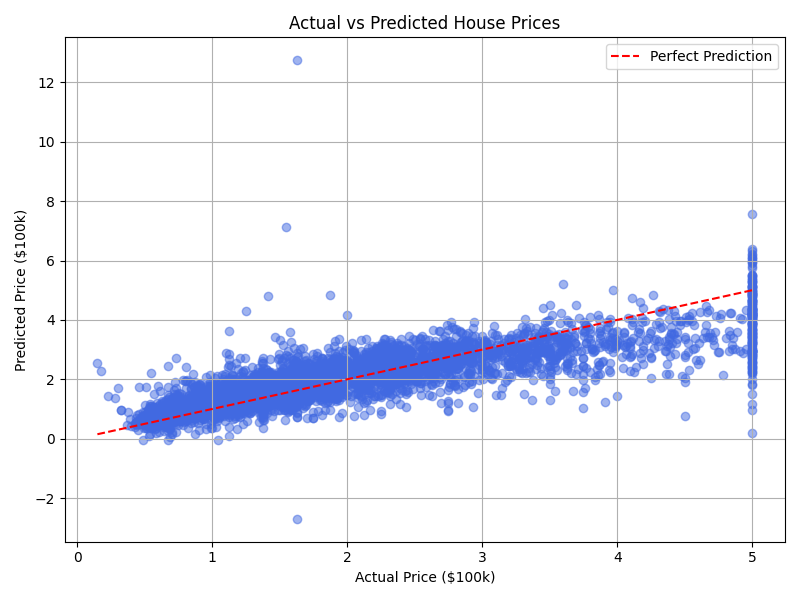 Actual vs Predicted House Prices
Perfect Prediction
12
10
8
6
4
2
0
−2
Predicted Price ($100k)
0 1 2 3 4 5
Actual Price ($100k)